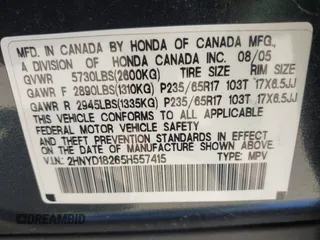 MFD. IN CANADA BY HONDA OF CANADA MFG.,
A DIVISION OF HONDA CANADA INC. 08/05
GVWR 5730LBS(2600KG) TIRE SIZE RIM SIZE
GAWR F 2890LBS(1310KG) P235/65R17 103T 17X6.5JJ
GAWR R 2945LBS(1335KG) P235/65R17 103T 17X6.5JJ
THIS VEHICLE CONFORMS TO ALL APPLICABLE
FEDERAL MOTOR VEHICLE SAFETY STANDARDS
IN EFFECT ON THE DATE OF MANUFACTURE
SHOWN ABOVE.
V.I.N: 2HNYD18265H557415 TYPE: MPV
DREAMBID